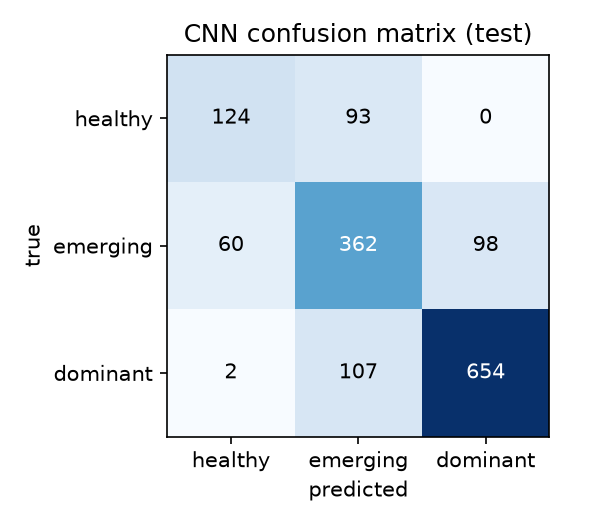 CNN confusion matrix (test)
healthy 124 93 0
true
emerging 60 362 98
dominant 2 107 654
healthy emerging dominant
predicted